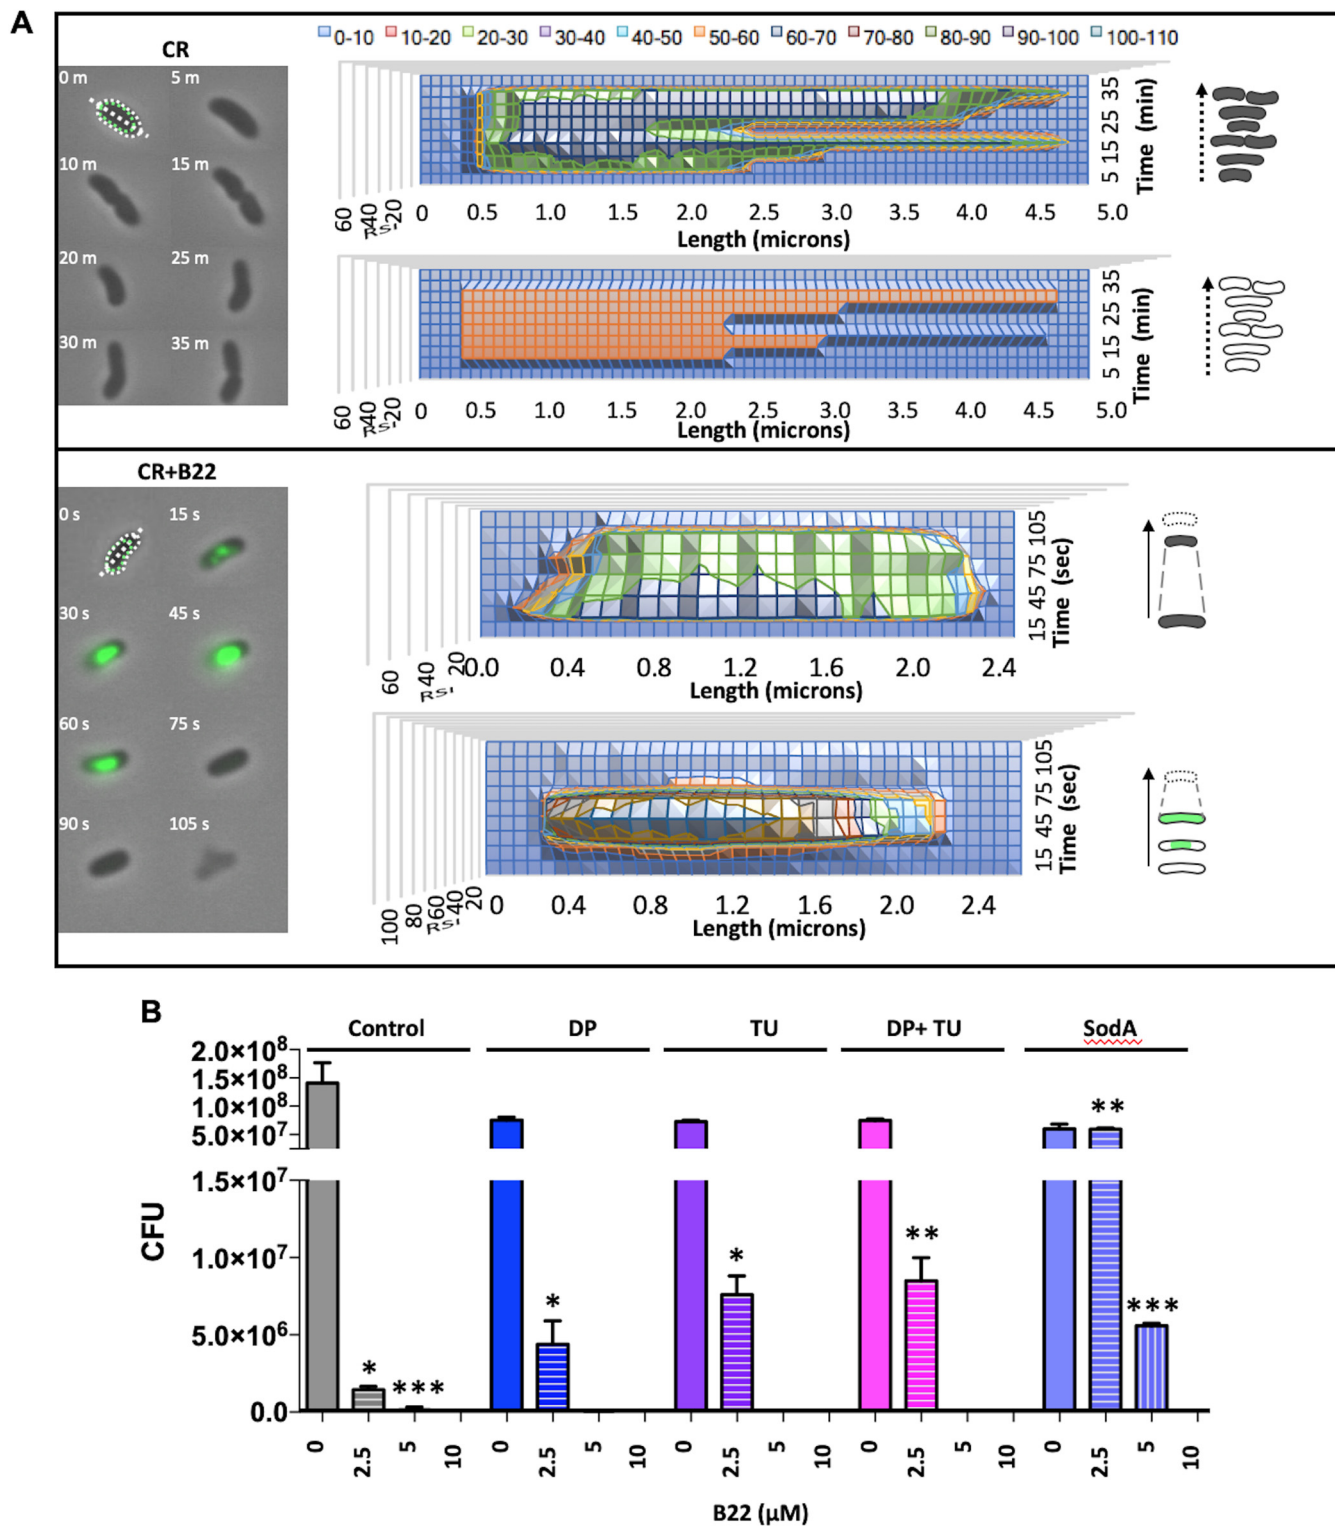 A
0-10 10-20 20-30 30-40 40-50 50-60 60-70 70-80 80-90 90-100 100-110
CR
0 m 5 m
10 m 15 m
20 m 25 m
30 m 35 m
60 40 20
RSI
0 0.5 1.0 1.5 2.0 2.5 3.0 3.5 4.0 4.5 5.0
Length (microns)
5 15 25 35
Time (min)
60 40 20
RSI
0 0.5 1.0 1.5 2.0 2.5 3.0 3.5 4.0 4.5 5.0
Length (microns)
5 15 25 35
Time (min)
CR+B22
0 s 15 s
30 s 45 s
60 s 75 s
90 s 105 s
60 40 20
RSI
0.0 0.4 0.8 1.2 1.6 2.0 2.4
Length (microns)
15 45 75 105
Time (sec)
100 80 60 40 20
RSI
0 0.4 0.8 1.2 1.6 2.0 2.4
Length (microns)
15 45 75 105
Time (sec)
B
Control DP TU DP+ TU SodA
2.0×10⁸
1.5×10⁸
1.0×10⁸
5.0×10⁷
1.5×10⁷
1.0×10⁷
5.0×10⁶
0.0
CFU
* *** * * ** ** ***
0 2.5 5 10 0 2.5 5 10 0 2.5 5 10 0 2.5 5 10 0 2.5 5 10
B22 (µM)